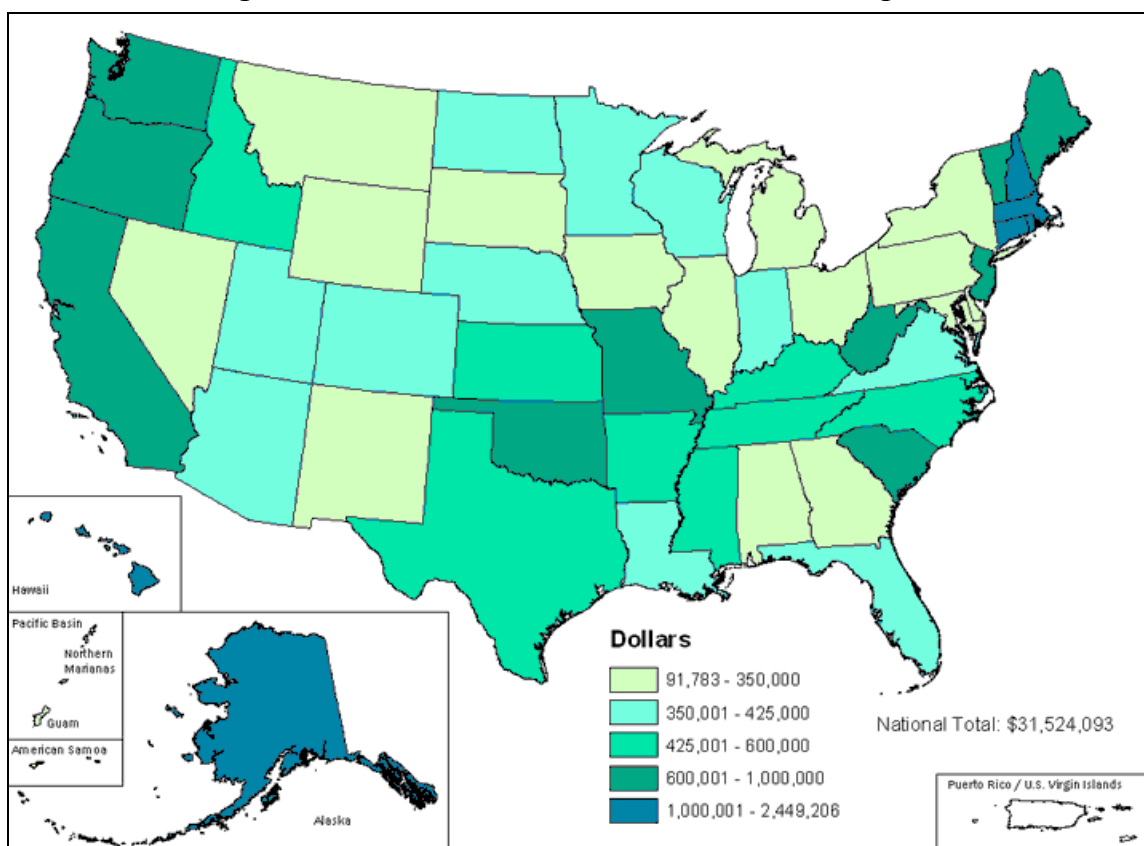 Hawaii
Pacific Basin
Northern
Marianas
Guam
American Samoa
Alaska
Dollars
91,783 - 350,000
350,001 - 425,000
425,001 - 600,000
600,001 - 1,000,000
1,000,001 - 2,449,206
National Total: $31,524,093
Puerto Rico / U.S. Virgin Islands